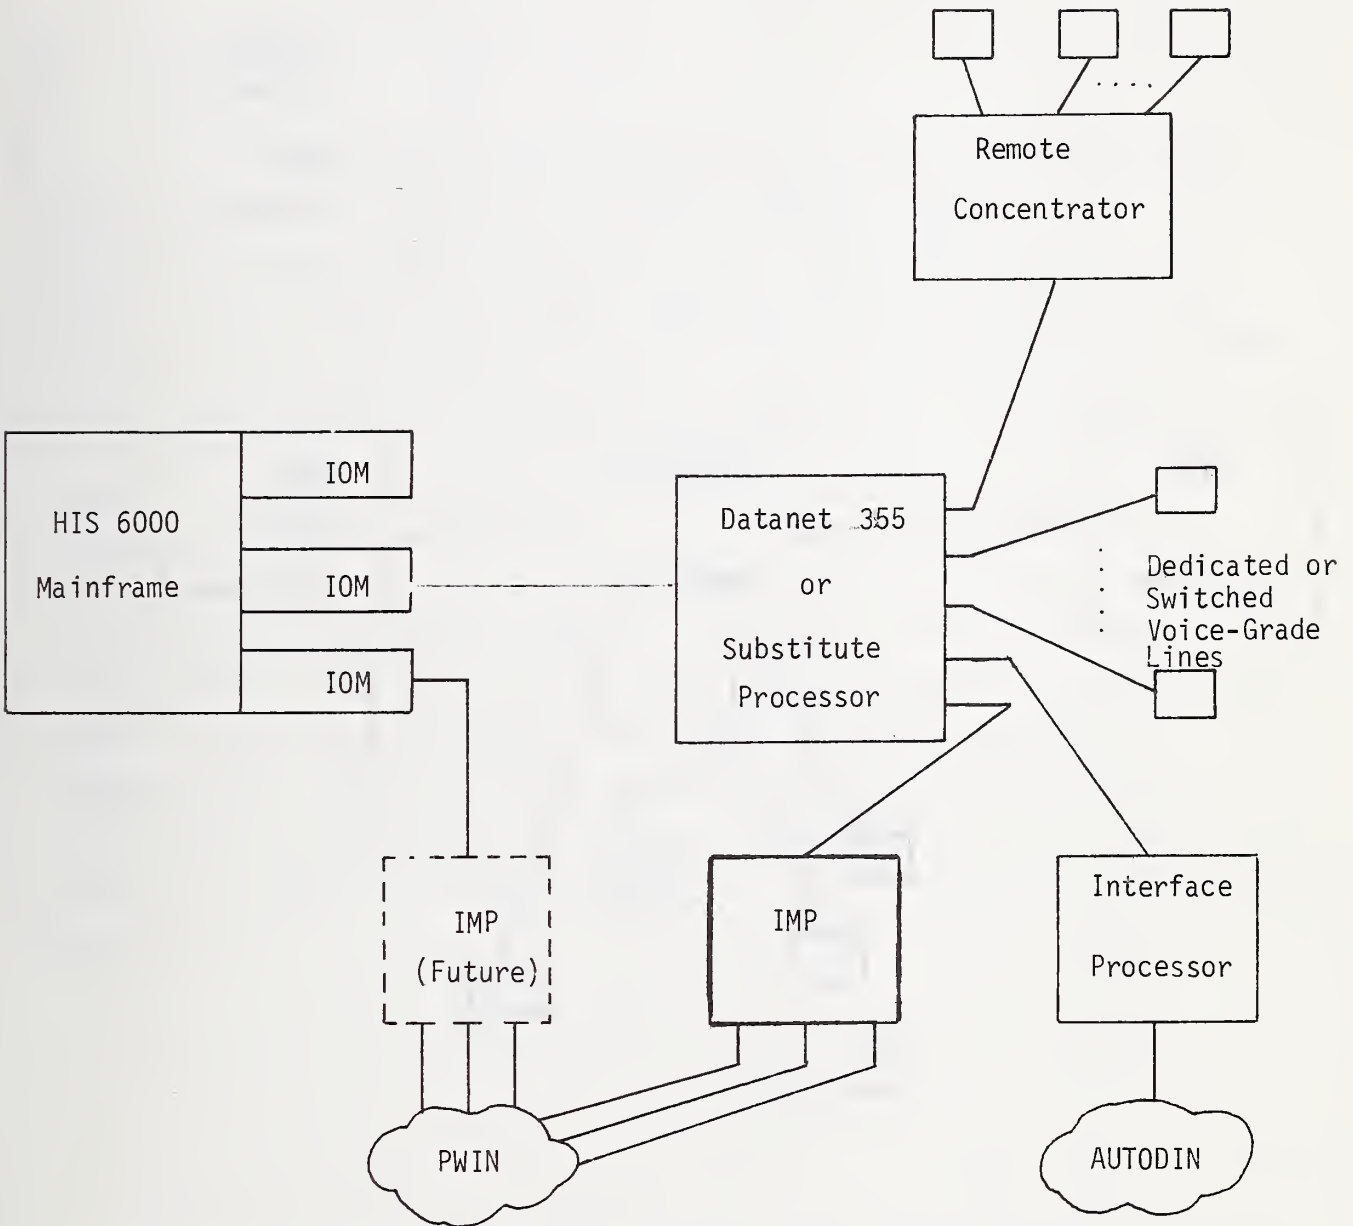 Remote
Concentrator
IOM
HIS 6000
Mainframe
IOM
IOM
Datanet 355
or
Substitute
Processor
Dedicated or
Switched
Voice-Grade
Lines
IMP
(Future)
IMP
Interface
Processor
PWIN
AUTODIN